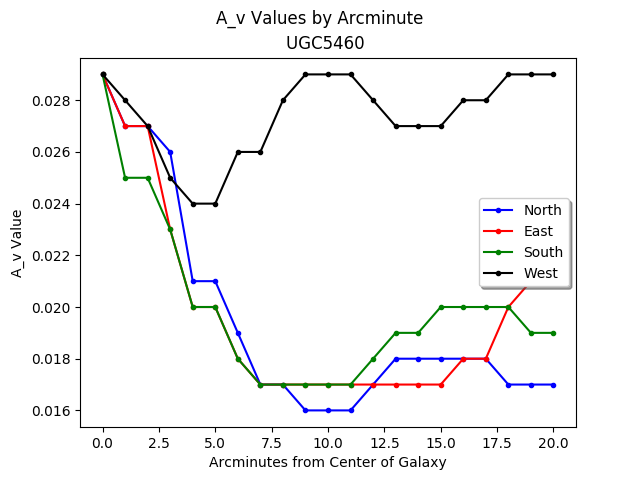 A_v Values by Arcminute
UGC5460
A_v Value
0.028
0.026
0.024
0.022
0.020
0.018
0.016
North
East
South
West
0.0 2.5 5.0 7.5 10.0 12.5 15.0 17.5 20.0
Arcminutes from Center of Galaxy